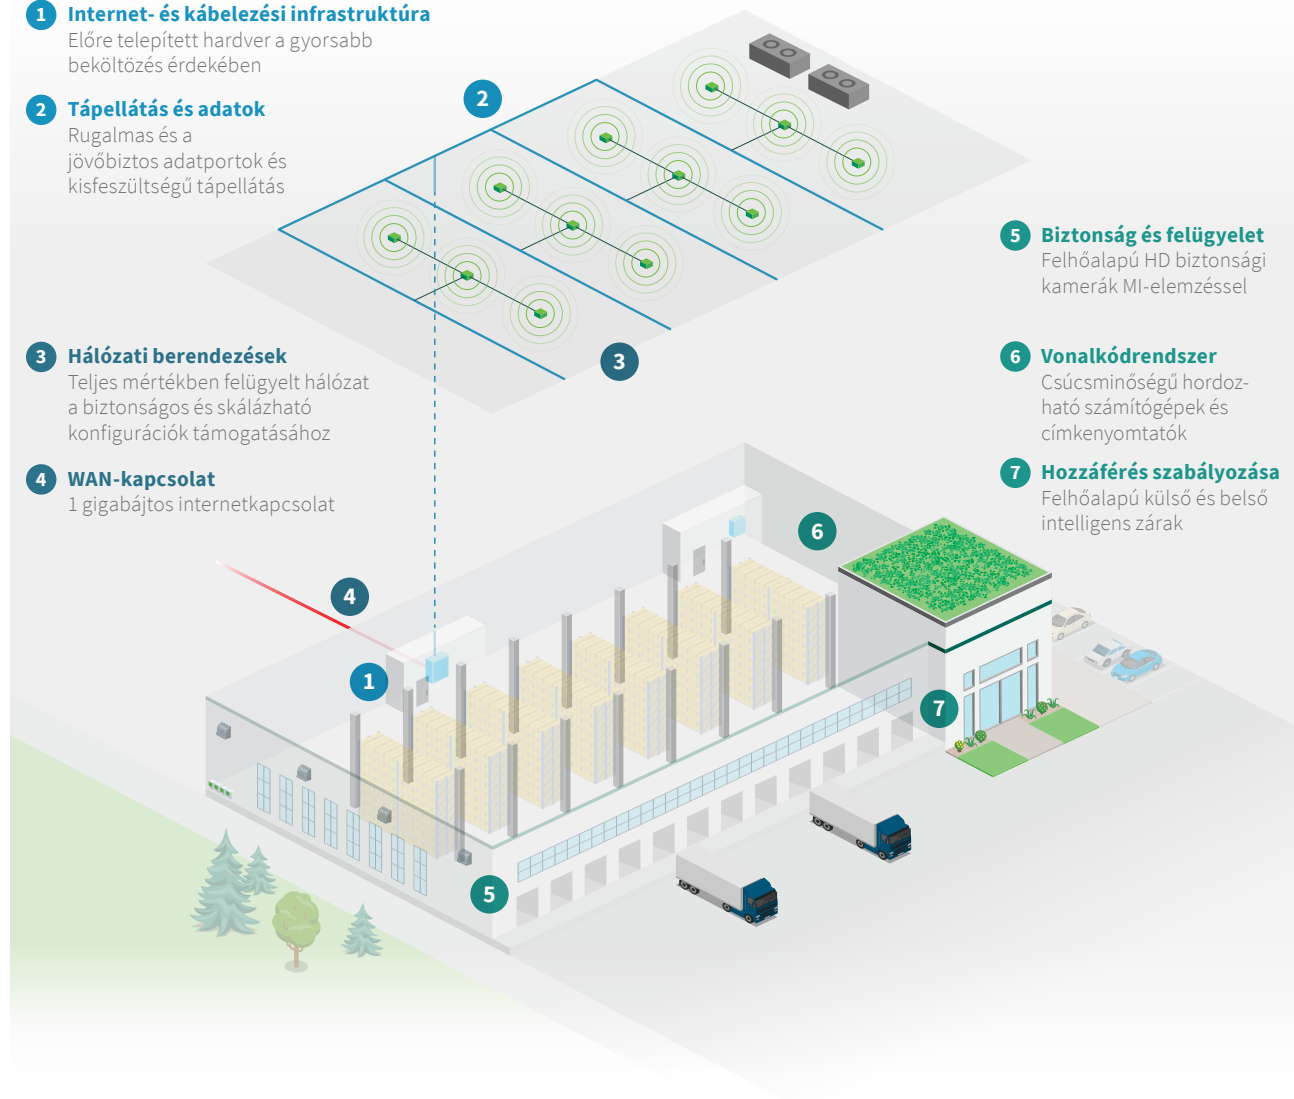 1 Internet- és kábelezési infrastruktúra
Előre telepített hardver a gyorsabb
beköltözés érdekében
2 Tápellátás és adatok
Rugalmas és a
jövőbiztos adatportok és
kisfeszültségű tápellátás
3 Hálózati berendezések
Teljes mértékben felügyelt hálózat
a biztonságos és skálázható
konfigurációk támogatásához
4 WAN-kapcsolat
1 gigabájtos internetkapcsolat
5 Biztonság és felügyelet
Felhőalapú HD biztonsági
kamerák MI-elemzéssel
6 Vonalkódrendszer
Csúcsminőségű hordoz-
ható számítógépek és
címkenyomtatók
7 Hozzáférés szabályozása
Felhőalapú külső és belső
intelligens zárak
2
3
6
4
1
7
5